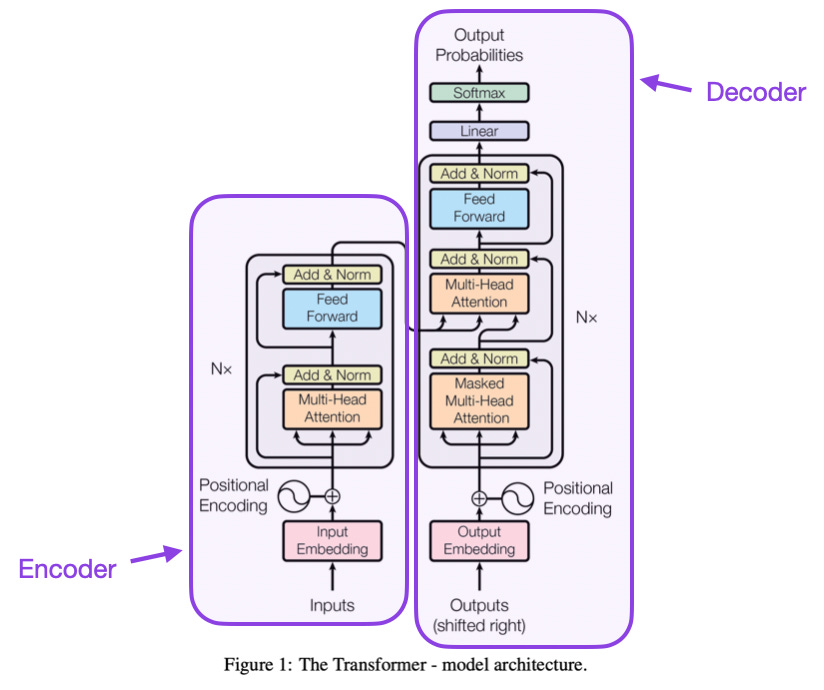 Output
Probabilities
Softmax
Linear
Add & Norm
Feed
Forward
Add & Norm
Multi-Head
Attention
Add & Norm
Masked
Multi-Head
Attention
Nx
Positional
Encoding
Output
Embedding
Outputs
(shifted right)
Decoder
Add & Norm
Feed
Forward
Add & Norm
Multi-Head
Attention
Nx
Positional
Encoding
Input
Embedding
Inputs
Encoder
Figure 1: The Transformer - model architecture.